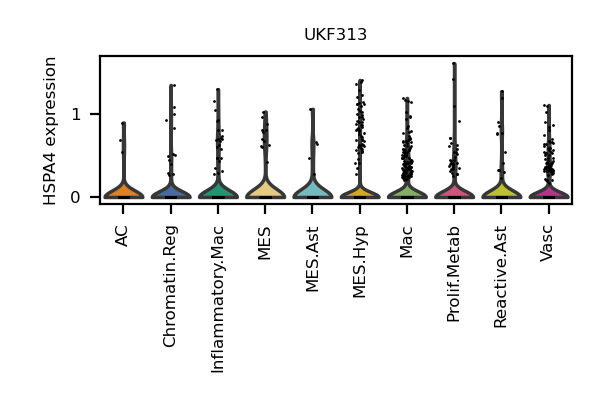 UKF313
HSPA4 expression
1
0
AC
Chromatin.Reg
Inflammatory.Mac
MES
MES.Ast
MES.Hyp
Mac
Prolif.Metab
Reactive.Ast
Vasc